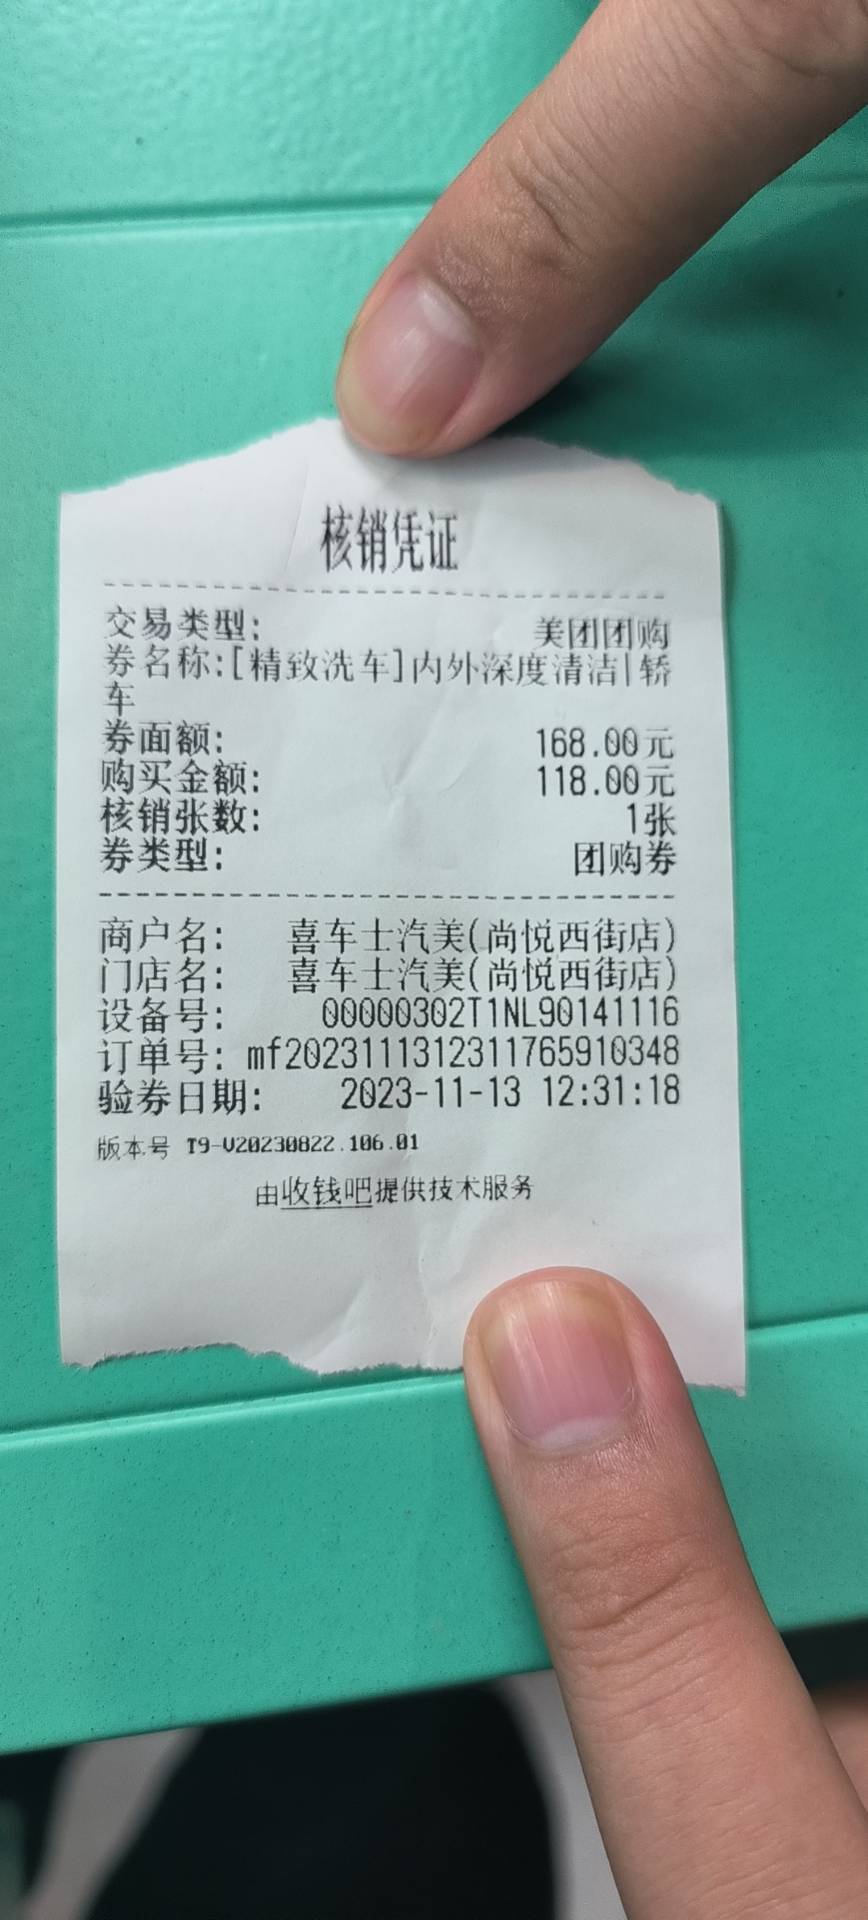 核销凭证
交易类型: 美团团购
券名称:[精致洗车]内外深度清洁|轿
车
券面额: 168.00元
购买金额: 118.00元
核销张数: 1张
券类型: 团购券
商户名: 喜车士汽美(尚悦西街店)
门店名: 喜车士汽美(尚悦西街店)
设备号: 00000302T1NL90141116
订单号: mf2023111312311765910348
验券日期: 2023-11-13 12:31:18
版本号 T9-V20230822.106.01
由收钱吧提供技术服务